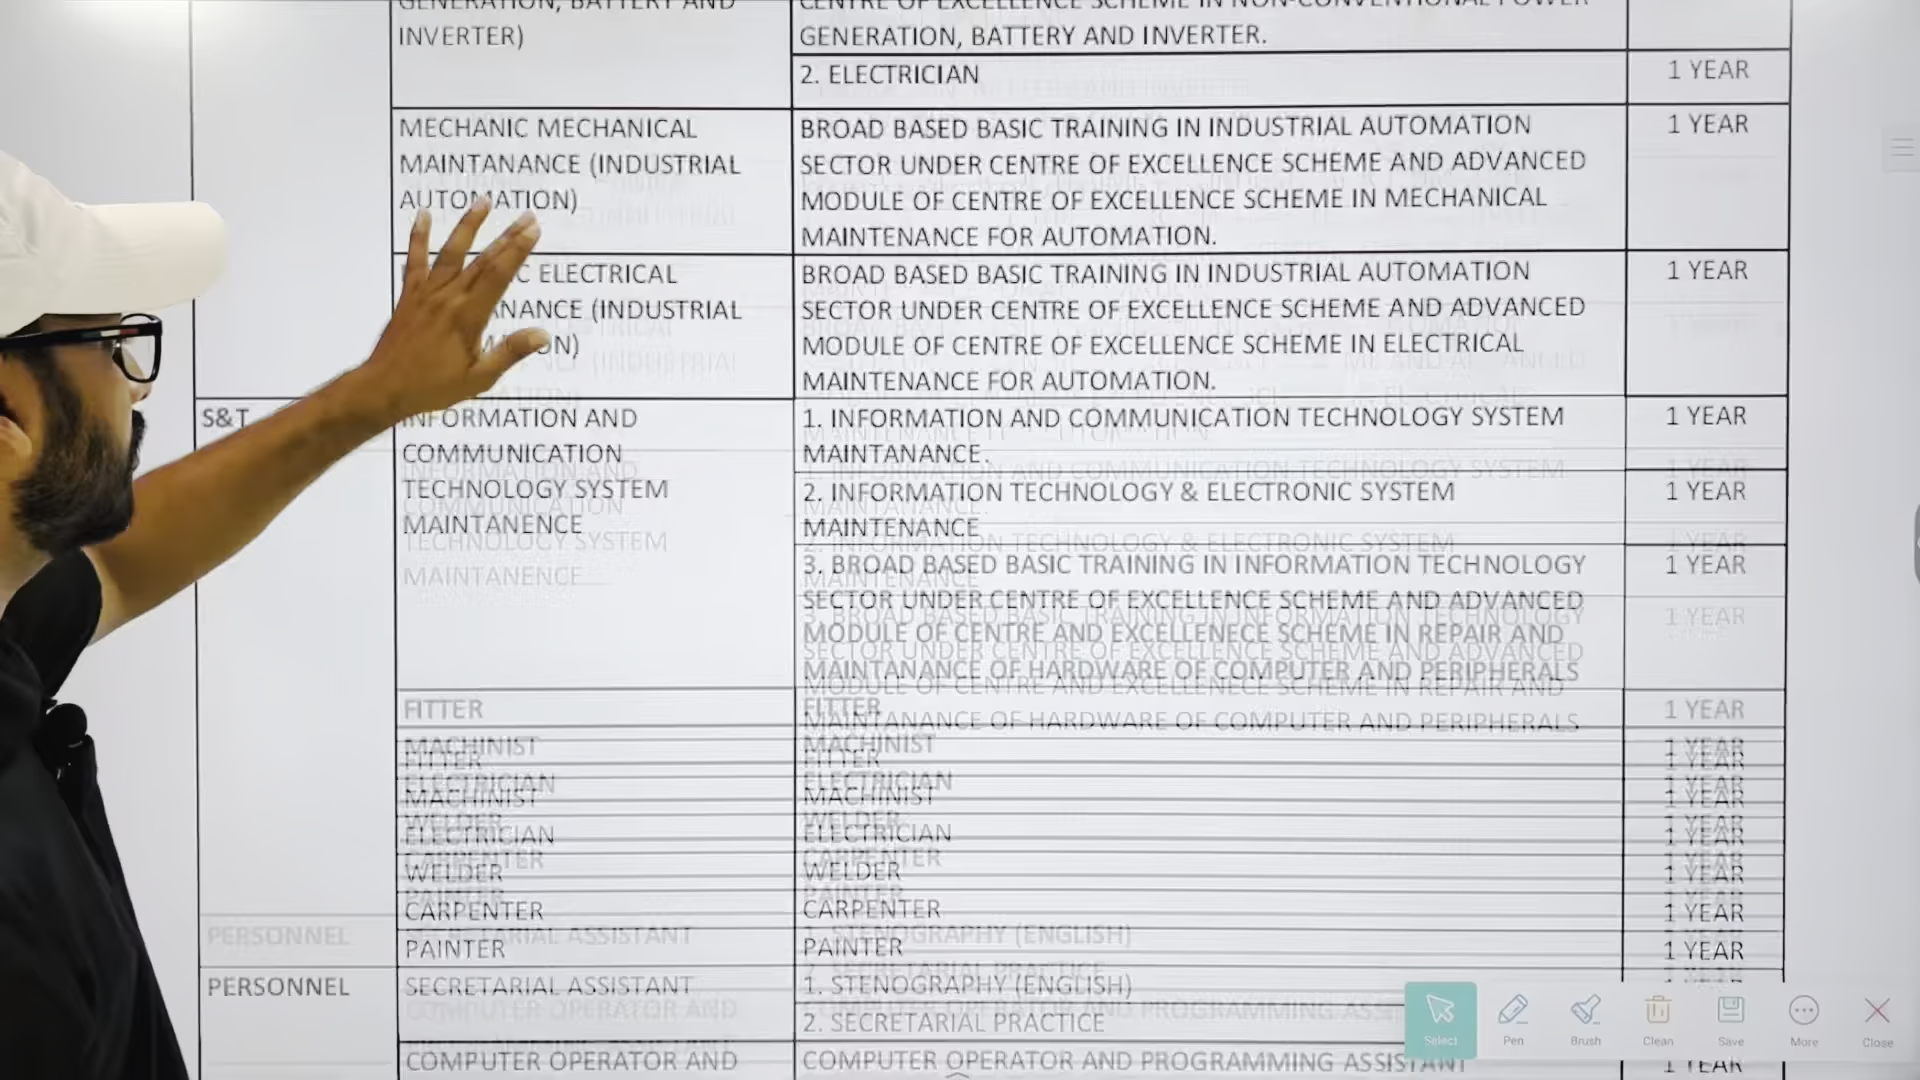 GENERATION, BATTERY AND
INVERTER)
CENTRE OF EXCELLENCE SCHEME IN NON-CONVENTIONAL POWER
GENERATION, BATTERY AND INVERTER.
2. ELECTRICIAN
1 YEAR
MECHANIC MECHANICAL
MAINTANANCE (INDUSTRIAL
AUTOMATION)
BROAD BASED BASIC TRAINING IN INDUSTRIAL AUTOMATION
SECTOR UNDER CENTRE OF EXCELLENCE SCHEME AND ADVANCED
MODULE OF CENTRE OF EXCELLENCE SCHEME IN MECHANICAL
MAINTENANCE FOR AUTOMATION.
1 YEAR
ELECTRICAL
(INDUSTRIAL
BROAD BASED BASIC TRAINING IN INDUSTRIAL AUTOMATION
SECTOR UNDER CENTRE OF EXCELLENCE SCHEME AND ADVANCED
MODULE OF CENTRE OF EXCELLENCE SCHEME IN ELECTRICAL
MAINTENANCE FOR AUTOMATION.
1 YEAR
S&T
INFORMATION AND
COMMUNICATION
TECHNOLOGY SYSTEM
MAINTANENCE
1. INFORMATION AND COMMUNICATION TECHNOLOGY SYSTEM
MAINTANANCE.
1 YEAR
2. INFORMATION TECHNOLOGY & ELECTRONIC SYSTEM
MAINTENANCE
1 YEAR
3. BROAD BASED BASIC TRAINING IN INFORMATION TECHNOLOGY
SECTOR UNDER CENTRE OF EXCELLENCE SCHEME AND ADVANCED
MODULE OF CENTRE AND EXCELLENECE SCHEME IN REPAIR AND
MAINTANANCE OF HARDWARE OF COMPUTER AND PERIPHERALS
1 YEAR
FITTER
FITTER
1 YEAR
MACHINIST
MACHINIST
1 YEAR
ELECTRICIAN
ELECTRICIAN
1 YEAR
WELDER
WELDER
1 YEAR
CARPENTER
CARPENTER
1 YEAR
PAINTER
PAINTER
1 YEAR
PERSONNEL
SECRETARIAL ASSISTANT
1. STENOGRAPHY (ENGLISH)
2. SECRETARIAL PRACTICE
COMPUTER OPERATOR AND
COMPUTER OPERATOR AND PROGRAMMING ASSISTANT
1 YEAR
Select
Pen
Brush
Clean
Save
More
Close